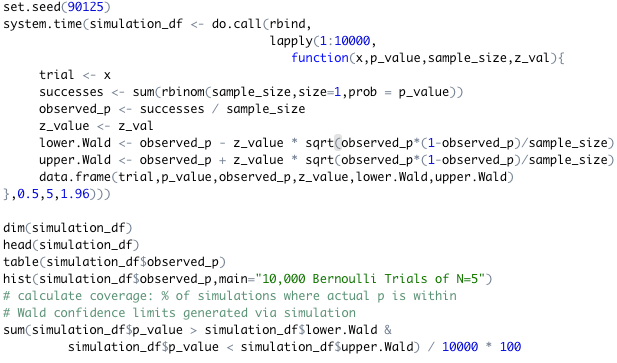 set.seed(90125)
system.time(simulation_df <- do.call(rbind,
lapply(1:10000,
function(x,p_value,sample_size,z_val){
trial <- x
successes <- sum(rbinom(sample_size,size=1,prob = p_value))
observed_p <- successes / sample_size
z_value <- z_val
lower.Wald <- observed_p - z_value * sqrt(observed_p*(1-observed_p)/sample_size)
upper.Wald <- observed_p + z_value * sqrt(observed_p*(1-observed_p)/sample_size)
data.frame(trial,p_value,observed_p,z_value,lower.Wald,upper.Wald)
},0.5,5,1.96)))
dim(simulation_df)
head(simulation_df)
table(simulation_df$observed_p)
hist(simulation_df$observed_p,main="10,000 Bernoulli Trials of N=5")
# calculate coverage: % of simulations where actual p is within
# Wald confidence limits generated via simulation
sum(simulation_df$p_value > simulation_df$lower.Wald &
simulation_df$p_value < simulation_df$upper.Wald) / 10000 * 100